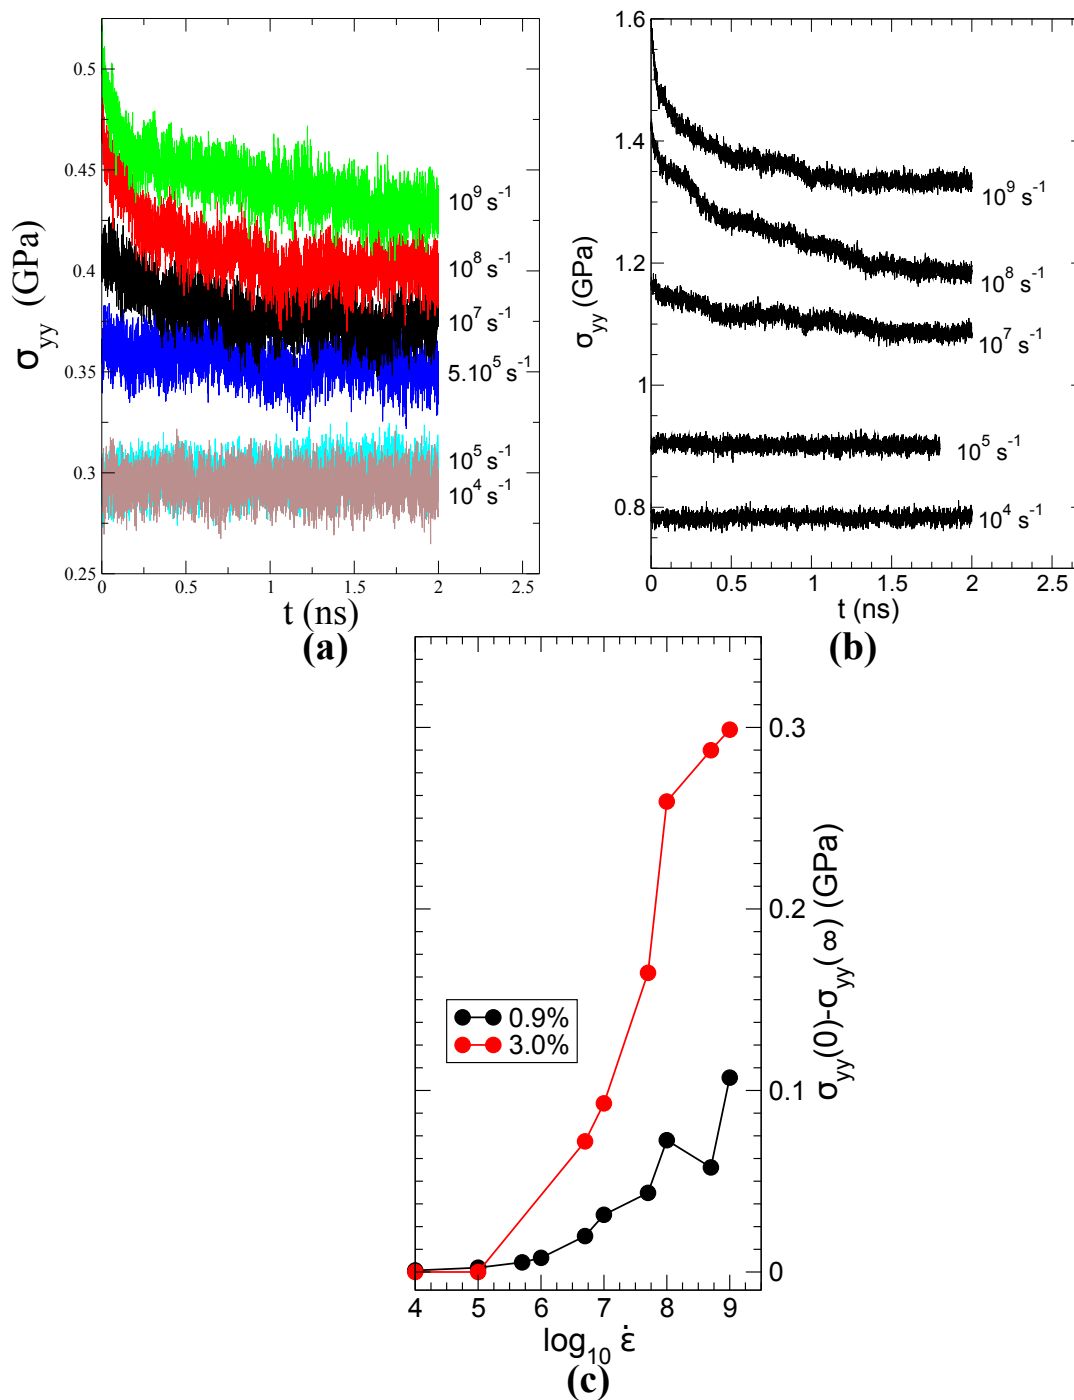 0.5
0.45
0.4
0.35
0.3
0.25
σyy (GPa)
10⁹ s⁻¹
10⁸ s⁻¹
10⁷ s⁻¹
5.10⁵ s⁻¹
10⁵ s⁻¹
10⁴ s⁻¹
0 0.5 1 1.5 2 2.5
t (ns)
(a)
1.6
1.4
1.2
1
0.8
σyy (GPa)
10⁹ s⁻¹
10⁸ s⁻¹
10⁷ s⁻¹
10⁵ s⁻¹
10⁴ s⁻¹
0 0.5 1 1.5 2 2.5
t (ns)
(b)
0.3
0.2
0.1
0
σyy(0)-σyy(∞) (GPa)
0.9%
3.0%
4 5 6 7 8 9
log₁₀ ε̇
(c)